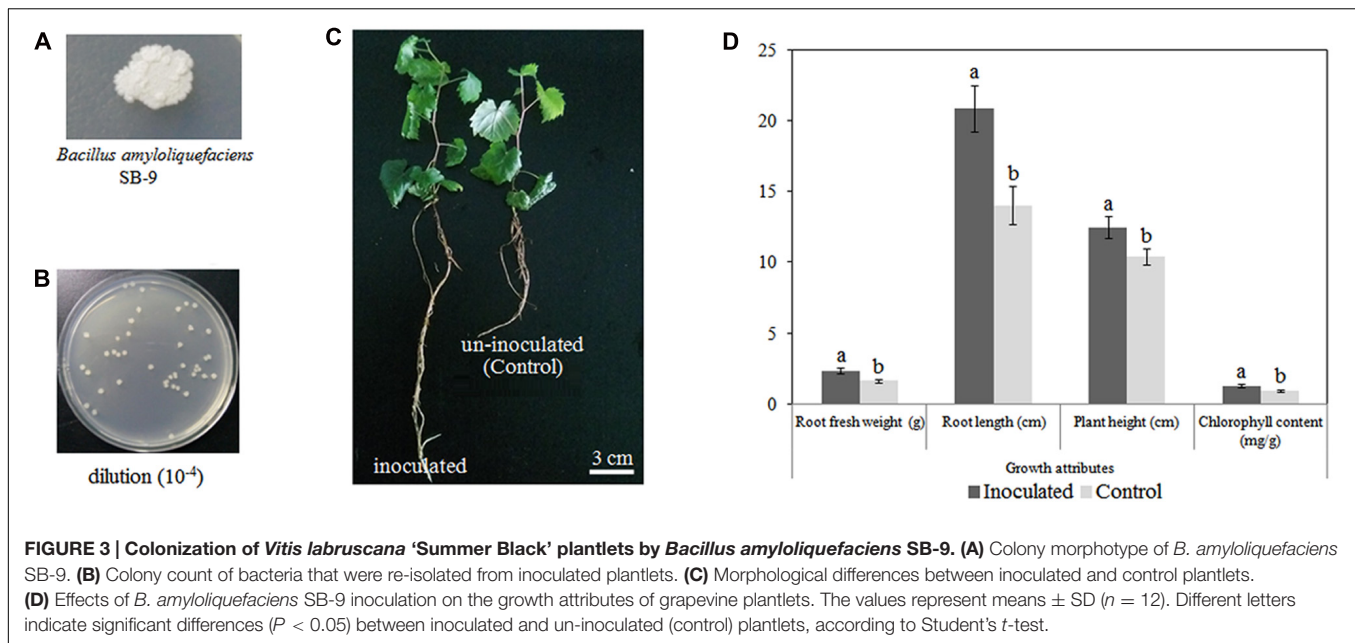 A
Bacillus amyloliquefaciens
SB-9
B
dilution (10⁻⁴)
C
un-inoculated
(Control)
inoculated
3 cm
D
25
20
15
10
5
0
a
b
a
b
a
b
a
b
Root fresh weight (g)
Root length (cm)
Plant height (cm)
Chlorophyll content
(mg/g)
Growth attributes
Inoculated
Control
FIGURE 3 | Colonization of Vitis labruscana ‘Summer Black’ plantlets by Bacillus amyloliquefaciens SB-9. (A) Colony morphotype of B. amyloliquefaciens
SB-9. (B) Colony count of bacteria that were re-isolated from inoculated plantlets. (C) Morphological differences between inoculated and control plantlets.
(D) Effects of B. amyloliquefaciens SB-9 inoculation on the growth attributes of grapevine plantlets. The values represent means ± SD (n = 12). Different letters
indicate significant differences (P < 0.05) between inoculated and un-inoculated (control) plantlets, according to Student’s t-test.